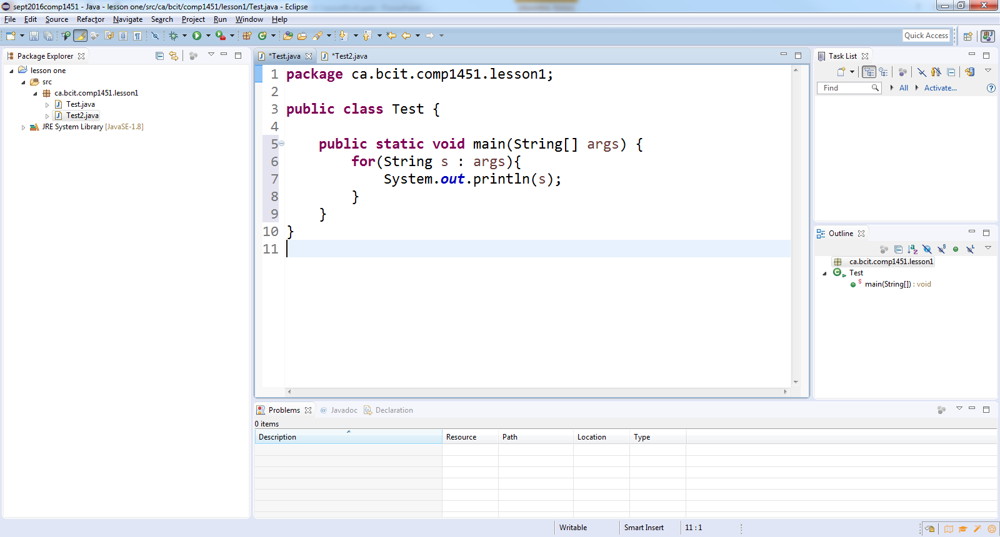 sept2016comp1451 - Java - lesson one/src/ca/bcit/comp1451/lesson1/Test.java - Eclipse
File Edit Source Refactor Navigate Search Project Run Window Help
Quick Access
Package Explorer
lesson one
src
ca.bcit.comp1451.lesson1
Test.java
Test2.java
JRE System Library [JavaSE-1.8]
*Test.java *Test2.java
1 package ca.bcit.comp1451.lesson1;
2
3 public class Test {
4
5 public static void main(String[] args) {
6 for(String s : args){
7 System.out.println(s);
8 }
9 }
10 }
11
Task List
Find All Activate...
Outline
ca.bcit.comp1451.lesson1
Test
main(String[]) : void
Problems @ Javadoc Declaration
0 items
Description Resource Path Location Type
Writable Smart Insert 11 : 1